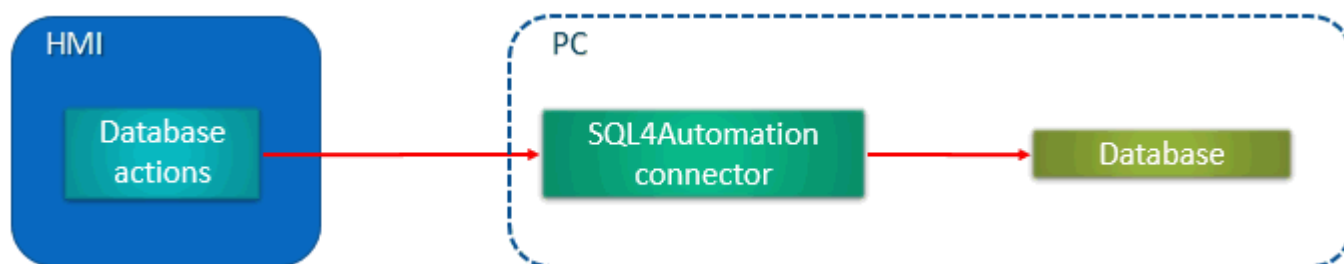 HMI
PC
Database
actions
SQL4Automation
connector
Database